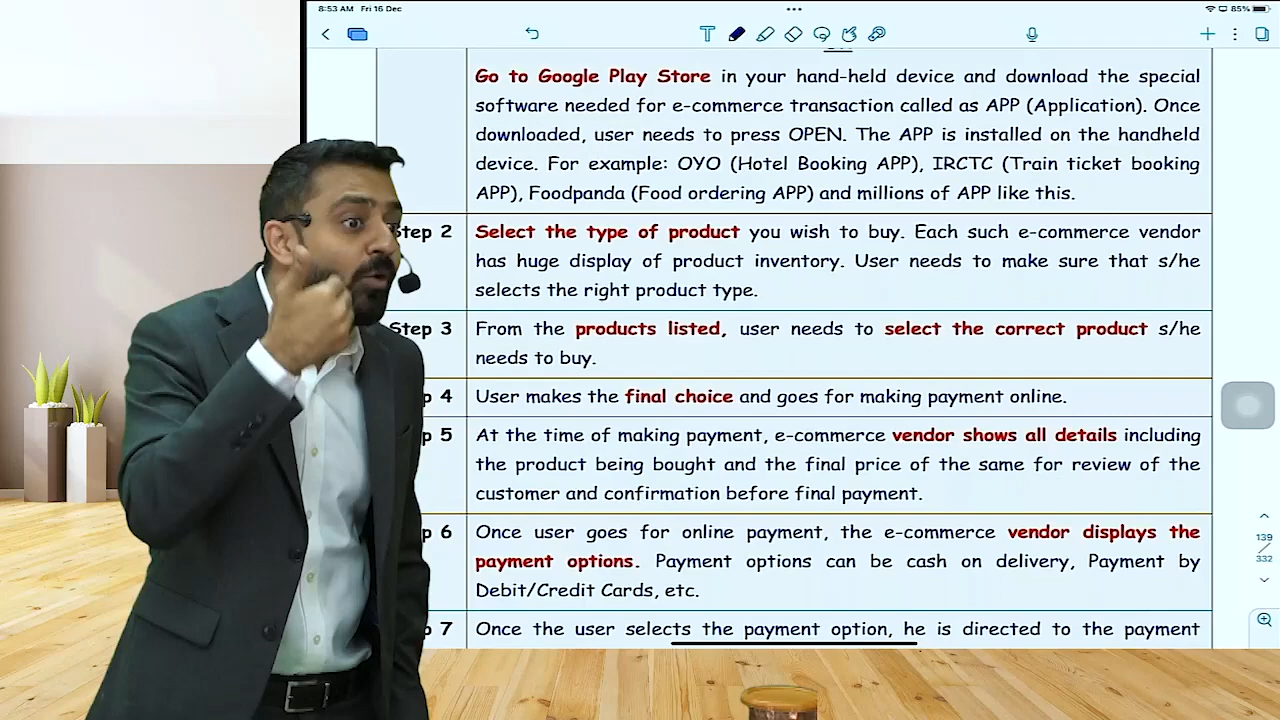 8:53 AM Fri 16 Dec
85%
T
Go to Google Play Store in your hand-held device and download the special
software needed for e-commerce transaction called as APP (Application). Once
downloaded, user needs to press OPEN. The APP is installed on the handheld
device. For example: OYO (Hotel Booking APP), IRCTC (Train ticket booking
APP), Foodpanda (Food ordering APP) and millions of APP like this.
Step 2
Select the type of product you wish to buy. Each such e-commerce vendor
has huge display of product inventory. User needs to make sure that s/he
selects the right product type.
Step 3
From the products listed, user needs to select the correct product s/he
needs to buy.
p 4
User makes the final choice and goes for making payment online.
p 5
At the time of making payment, e-commerce vendor shows all details including
the product being bought and the final price of the same for review of the
customer and confirmation before final payment.
p 6
Once user goes for online payment, the e-commerce vendor displays the
payment options. Payment options can be cash on delivery, Payment by
Debit/Credit Cards, etc.
p 7
Once the user selects the payment option, he is directed to the payment
139
332